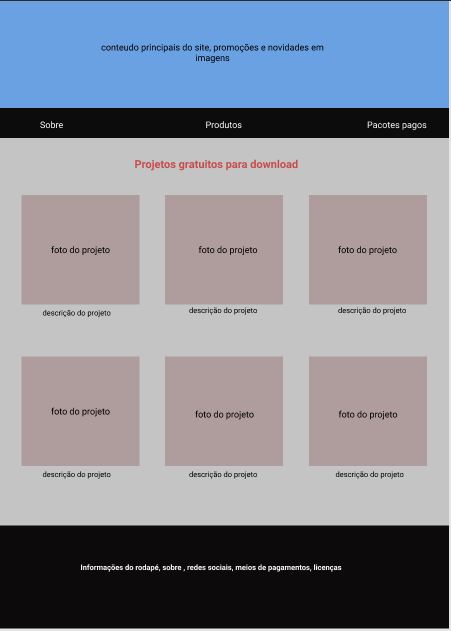 conteudo principais do site, promoções e novidades em
imagens
Sobre
Produtos
Pacotes pagos
Projetos gratuitos para download
foto do projeto
foto do projeto
foto do projeto
descrição do projeto
descrição do projeto
descrição do projeto
foto do projeto
foto do projeto
foto do projeto
descrição do projeto
descrição do projeto
descrição do projeto
Informações do rodapé, sobre , redes sociais, meios de pagamentos, licenças